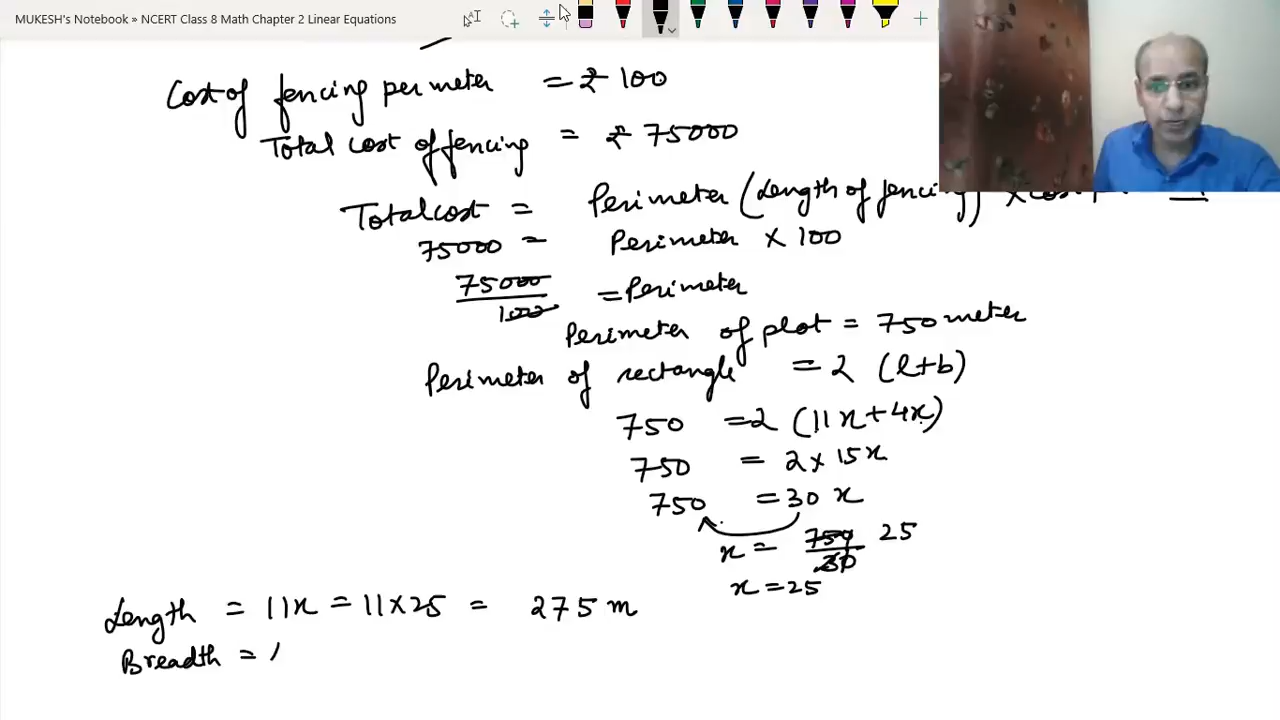 MUKESH's Notebook » NCERT Class 8 Math Chapter 2 Linear Equations
Cost of fencing per meter = ₹ 100
Total cost of fencing = ₹ 75000
Total cost = Perimeter (Length of fencing) ×
75000 = Perimeter × 100
75000/100 = Perimeter
Perimeter of plot = 750 meter
Perimeter of rectangle = 2 (l+b)
750 = 2 (11x + 4x)
750 = 2 × 15x
750 = 30 x
x = 750/30 25
x = 25
Length = 11x = 11×25 = 275 m
Breadth =